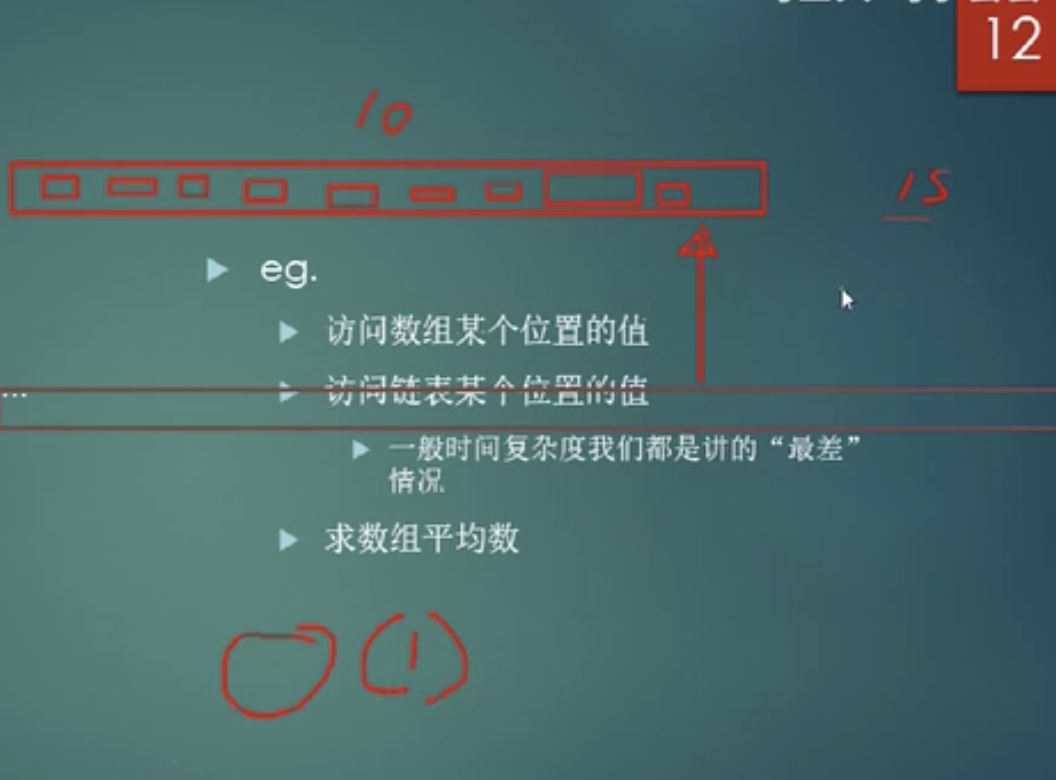 12
10
15
eg.
访问数组某个位置的值
...
访问链表某个位置的值
一般时间复杂度我们都是讲的“最差”
情况
求数组平均数
O(1)